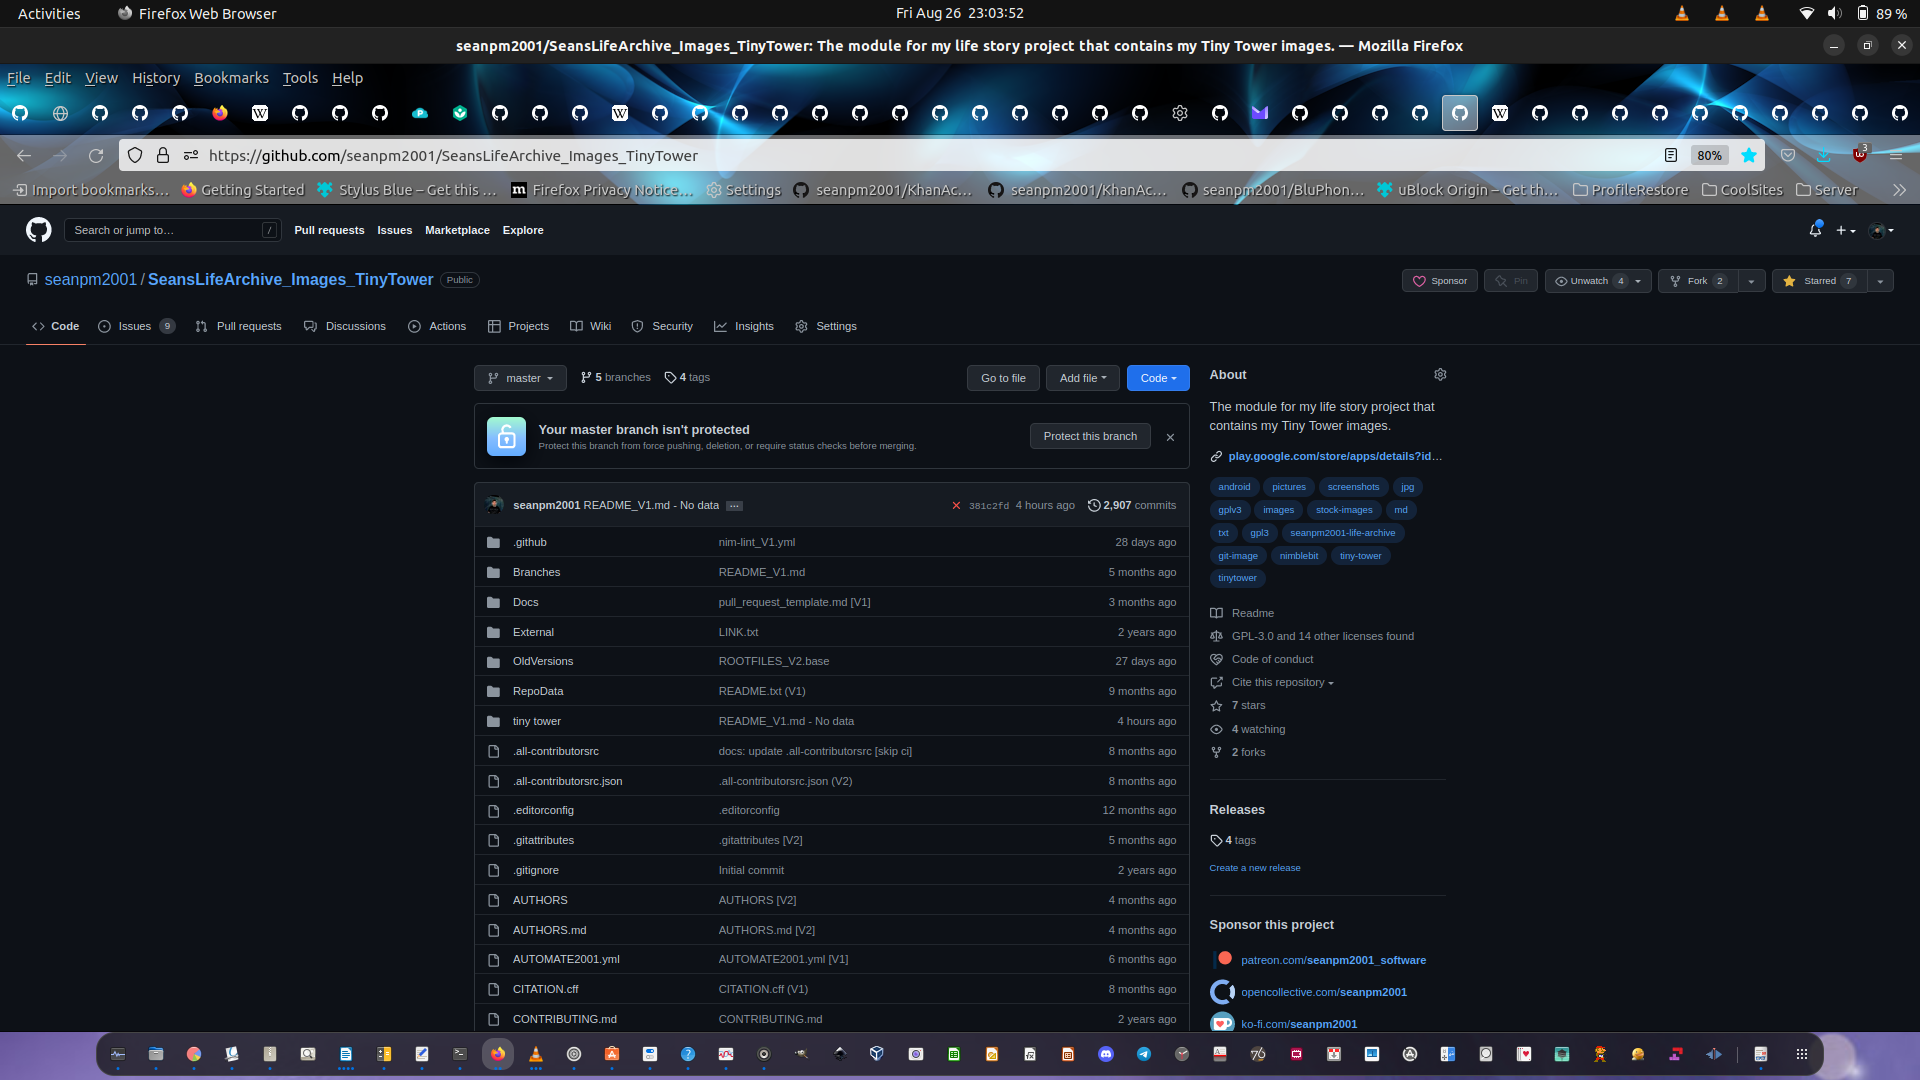 Activities Firefox Web Browser Fri Aug 26 23:03:52 89 %
seanpm2001/SeansLifeArchive_Images_TinyTower: The module for my life story project that contains my Tiny Tower images. — Mozilla Firefox
File Edit View History Bookmarks Tools Help
https://github.com/seanpm2001/SeansLifeArchive_Images_TinyTower 80% 3
Import bookmarks… Getting Started Stylus Blue – Get this … Firefox Privacy Notice… Settings seanpm2001/KhanAc… seanpm2001/KhanAc… seanpm2001/BluPhon… uBlock Origin – Get th… ProfileRestore CoolSites Server
Search or jump to… / Pull requests Issues Marketplace Explore
seanpm2001 / SeansLifeArchive_Images_TinyTower Public Sponsor Pin Unwatch 4 Fork 2 Starred 7
Code Issues 9 Pull requests Discussions Actions Projects Wiki Security Insights Settings
master 5 branches 4 tags Go to file Add file Code
Your master branch isn't protected
Protect this branch from force pushing, deletion, or require status checks before merging.
Protect this branch
seanpm2001 README_V1.md - No data … 381c2fd 4 hours ago 2,907 commits
.github nim-lint_V1.yml 28 days ago
Branches README_V1.md 5 months ago
Docs pull_request_template.md [V1] 3 months ago
External LINK.txt 2 years ago
OldVersions ROOTFILES_V2.base 27 days ago
RepoData README.txt (V1) 9 months ago
tiny tower README_V1.md - No data 4 hours ago
.all-contributorsrc docs: update .all-contributorsrc [skip ci] 8 months ago
.all-contributorsrc.json .all-contributorsrc.json (V2) 8 months ago
.editorconfig .editorconfig 12 months ago
.gitattributes .gitattributes [V2] 5 months ago
.gitignore Initial commit 2 years ago
AUTHORS AUTHORS [V2] 4 months ago
AUTHORS.md AUTHORS.md [V2] 4 months ago
AUTOMATE2001.yml AUTOMATE2001.yml [V1] 6 months ago
CITATION.cff CITATION.cff (V1) 8 months ago
CONTRIBUTING.md CONTRIBUTING.md 2 years ago
About
The module for my life story project that
contains my Tiny Tower images.
play.google.com/store/apps/details?id…
android pictures screenshots jpg
gplv3 images stock-images md
txt gpl3 seanpm2001-life-archive
git-image nimblebit tiny-tower
tinytower
Readme
GPL-3.0 and 14 other licenses found
Code of conduct
Cite this repository
7 stars
4 watching
2 forks
Releases
4 tags
Create a new release
Sponsor this project
patreon.com/seanpm2001_software
opencollective.com/seanpm2001
ko-fi.com/seanpm2001